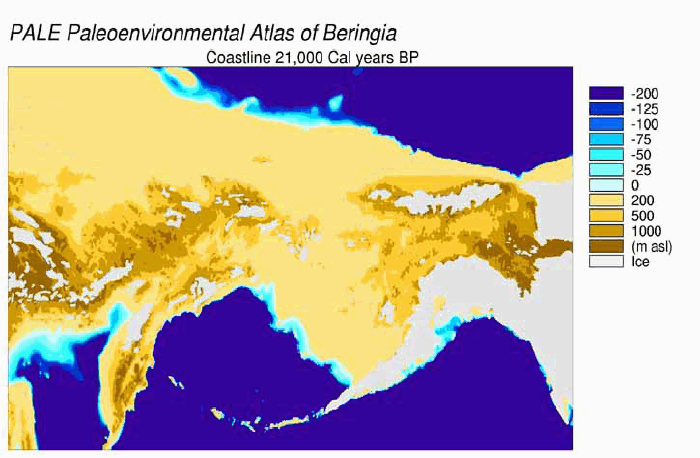 PALE Paleoenvironmental Atlas of Beringia
Coastline 21,000 Cal years BP
-200
-125
-100
-75
-50
-25
0
200
500
1000
(m asl)
Ice